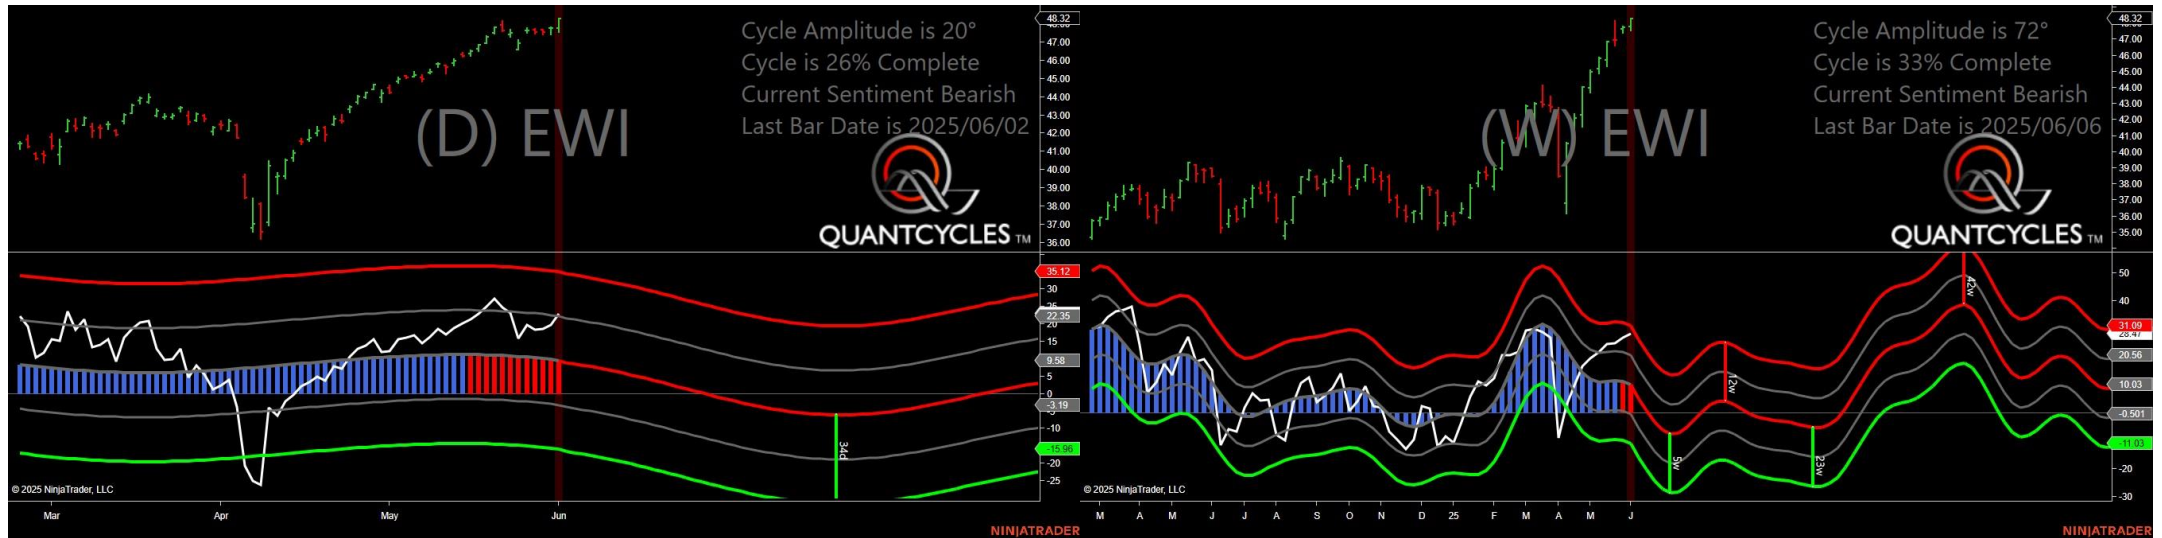 Cycle Amplitude is 20°
Cycle is 26% Complete
Current Sentiment Bearish
Last Bar Date is 2025/06/02
(D) EWI
QUANTCYCLES TM
48.32
47.00
46.00
45.00
44.00
43.00
42.00
41.00
40.00
39.00
38.00
37.00
36.00
35.12
30
25
22.35
20
15
9.58
5
0
-3.19
-10
-15.96
-20
-25
34d
© 2025 NinjaTrader, LLC
Mar Apr May Jun
NINJATRADER
Cycle Amplitude is 72°
Cycle is 33% Complete
Current Sentiment Bearish
Last Bar Date is 2025/06/06
(W) EWI
QUANTCYCLES TM
48.32
47.00
46.00
45.00
44.00
43.00
42.00
41.00
40.00
39.00
38.00
37.00
36.00
35.00
50
40
31.09
28.47
20.56
10.03
-0.501
-11.03
-20
-30
42w
12w
5w
23w
© 2025 NinjaTrader, LLC
M A M J J A S O N D 25 F M A M J
NINJATRADER